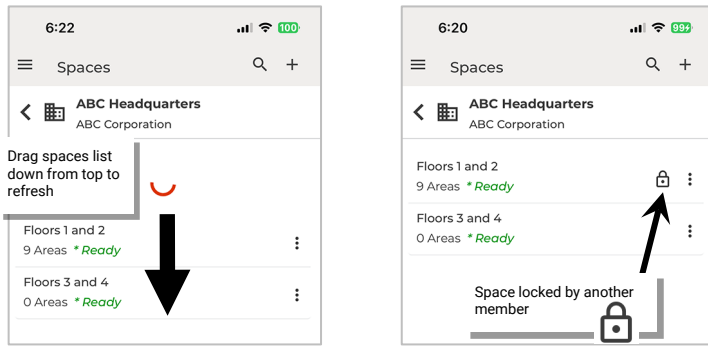 6:22
100
Spaces
ABC Headquarters
ABC Corporation
Drag spaces list
down from top to
refresh
Floors 1 and 2
9 Areas * Ready
Floors 3 and 4
0 Areas * Ready
6:20
99
Spaces
ABC Headquarters
ABC Corporation
Floors 1 and 2
9 Areas * Ready
Floors 3 and 4
0 Areas * Ready
Space locked by another
member